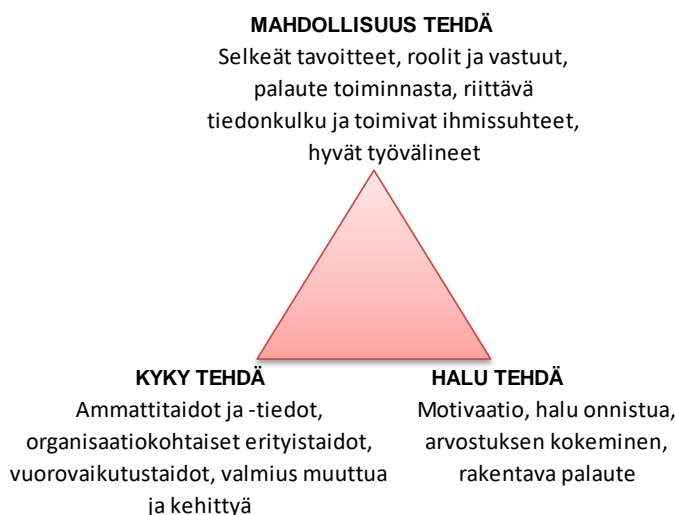 MAHDOLLISUUS TEHDÄ
Selkeät tavoitteet, roolit ja vastuut,
palaute toiminnasta, riittävä
tiedonkulku ja toimivat ihmissuhteet,
hyvät työvälineet
KYKY TEHDÄ
Ammattitaidot ja -tiedot,
organisaatiokohtaiset erityistaidot,
vuorovaikutustaidot, valmius muuttua
ja kehittyä
HALU TEHDÄ
Motivaatio, halu onnistua,
arvostuksen kokeminen,
rakentava palaute